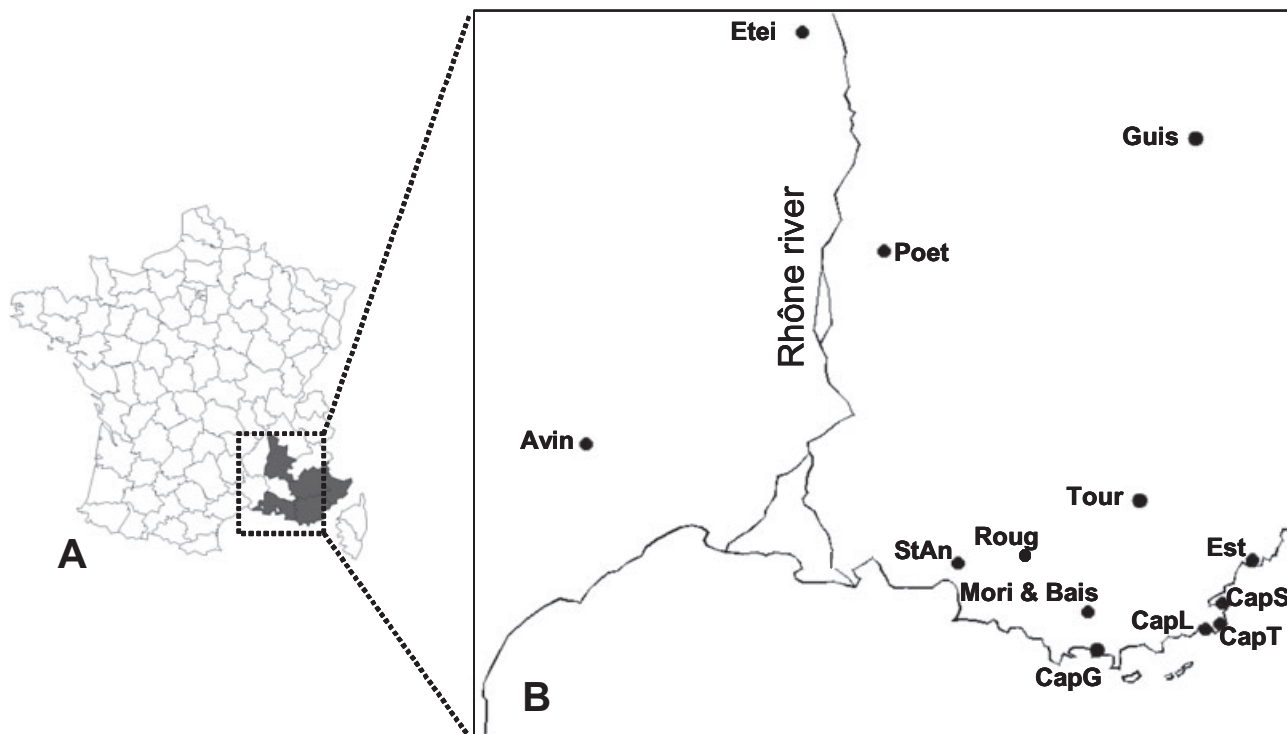 Etei
Guis
Rhône river
Poet
Avin
Tour
Roug
StAn
Est
Mori & Bais
CapS
CapL
CapT
CapG
A
B